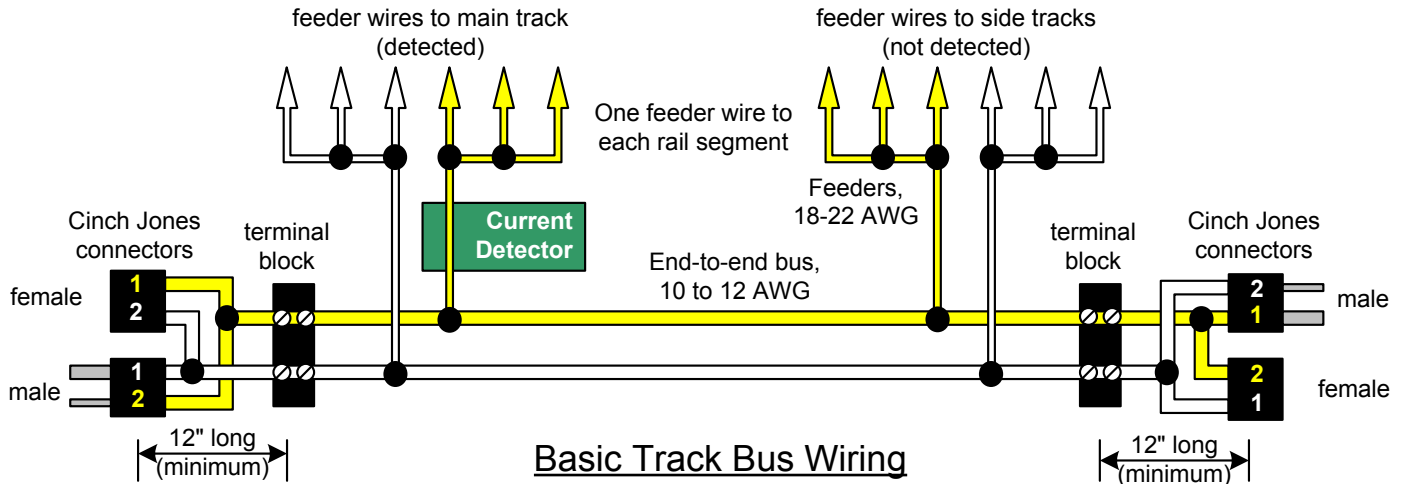 feeder wires to main track
(detected)
feeder wires to side tracks
(not detected)
One feeder wire to
each rail segment
Feeders,
18-22 AWG
Current
Detector
Cinch Jones
connectors
terminal
block
End-to-end bus,
10 to 12 AWG
terminal
block
Cinch Jones
connectors
female
1
2
male
1
2
2
1
male
2
1
female
12" long
(minimum)
Basic Track Bus Wiring
12" long
(minimum)